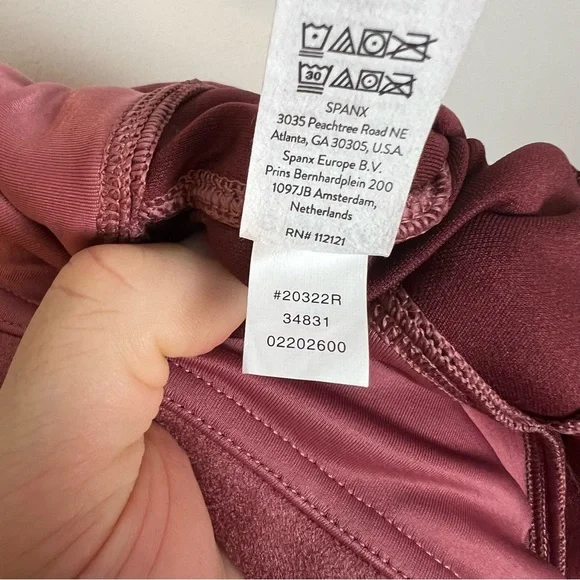 30
SPANX
3035 Peachtree Road NE
Atlanta, GA 30305, U.S.A.
Spanx Europe B.V.
Prins Bernhardplein 200
1097JB Amsterdam,
Netherlands
RN# 112121
#20322R
34831
02202600